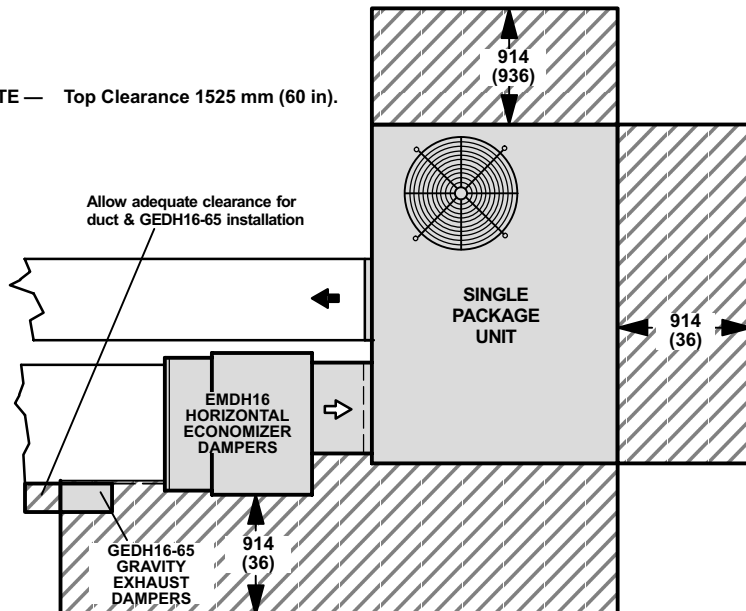 914
(936)
TE — Top Clearance 1525 mm (60 in).
Allow adequate clearance for
duct & GEDH16-65 installation
SINGLE
PACKAGE
UNIT
914
(36)
EMDH16
HORIZONTAL
ECONOMIZER
DAMPERS
914
(36)
GEDH16-65
GRAVITY
EXHAUST
DAMPERS